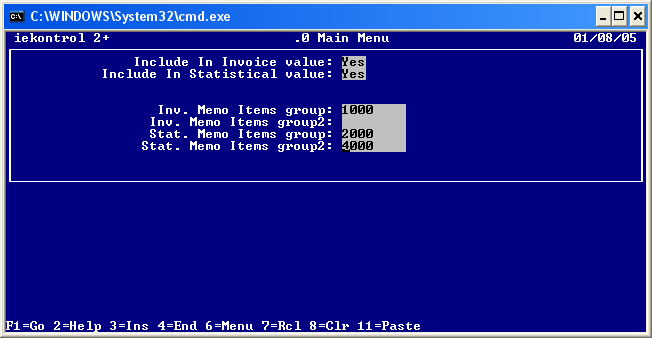 C:\WINDOWS\System32\cmd.exe
iekontrol 2+ .0 Main Menu 01/08/05
Include In Invoice value: Yes
Include In Statistical value: Yes
Inv. Memo Items group: 1000
Inv. Memo Items group2:
Stat. Memo Items group: 2000
Stat. Memo Items group2: 4000
F1=Go 2=Help 3=Ins 4=End 6=Menu 7=Rcl 8=Clr 11=Paste